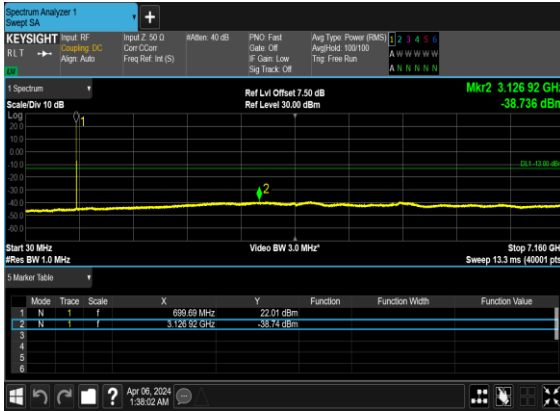 Spectrum Analyzer 1
Swept SA
+
KEYSIGHT Input: RF Input Z: 50 Ω #Atten: 40 dB PNO: Fast Avg Type: Power (RMS) 1 2 3 4 5 6
RLT Coupling: DC Corr CCorr Gate: Off Avg|Hold: 100/100 A W W W W W
Align: Auto Freq Ref: Int (S) IF Gain: Low Trig: Free Run
Sig Track: Off A N N N N N
1 Spectrum Ref Lvl Offset 7.50 dB Mkr2 3.126 92 GHz
Scale/Div 10 dB Ref Level 30.00 dBm -38.736 dBm
Log
20.0
10.0
0.00
-10.0
-20.0
-30.0
-40.0
-50.0
-60.0
1
DL1 -13.00 dBm
2
Start 30 MHz Video BW 3.0 MHz* Stop 7.160 GHz
#Res BW 1.0 MHz Sweep 13.3 ms (40001 pts)
5 Marker Table
Mode Trace Scale X Y Function Function Width Function Value
1 N 1 f 699.69 MHz 22.01 dBm
2 N 1 f 3.126 92 GHz -38.74 dBm
3
4
5
6
? Apr 06, 2024
1:38:02 AM